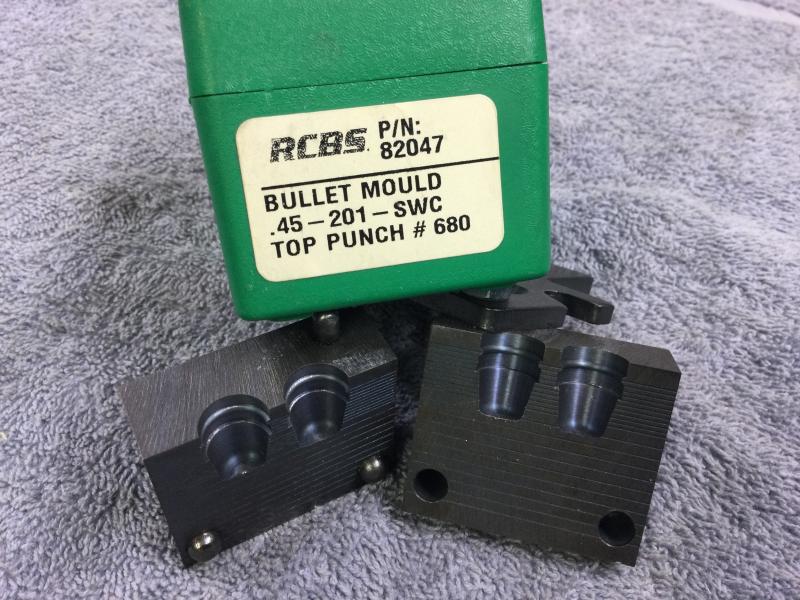 RCBS. P/N:
82047
BULLET MOULD
.45-201-SWC
TOP PUNCH # 680